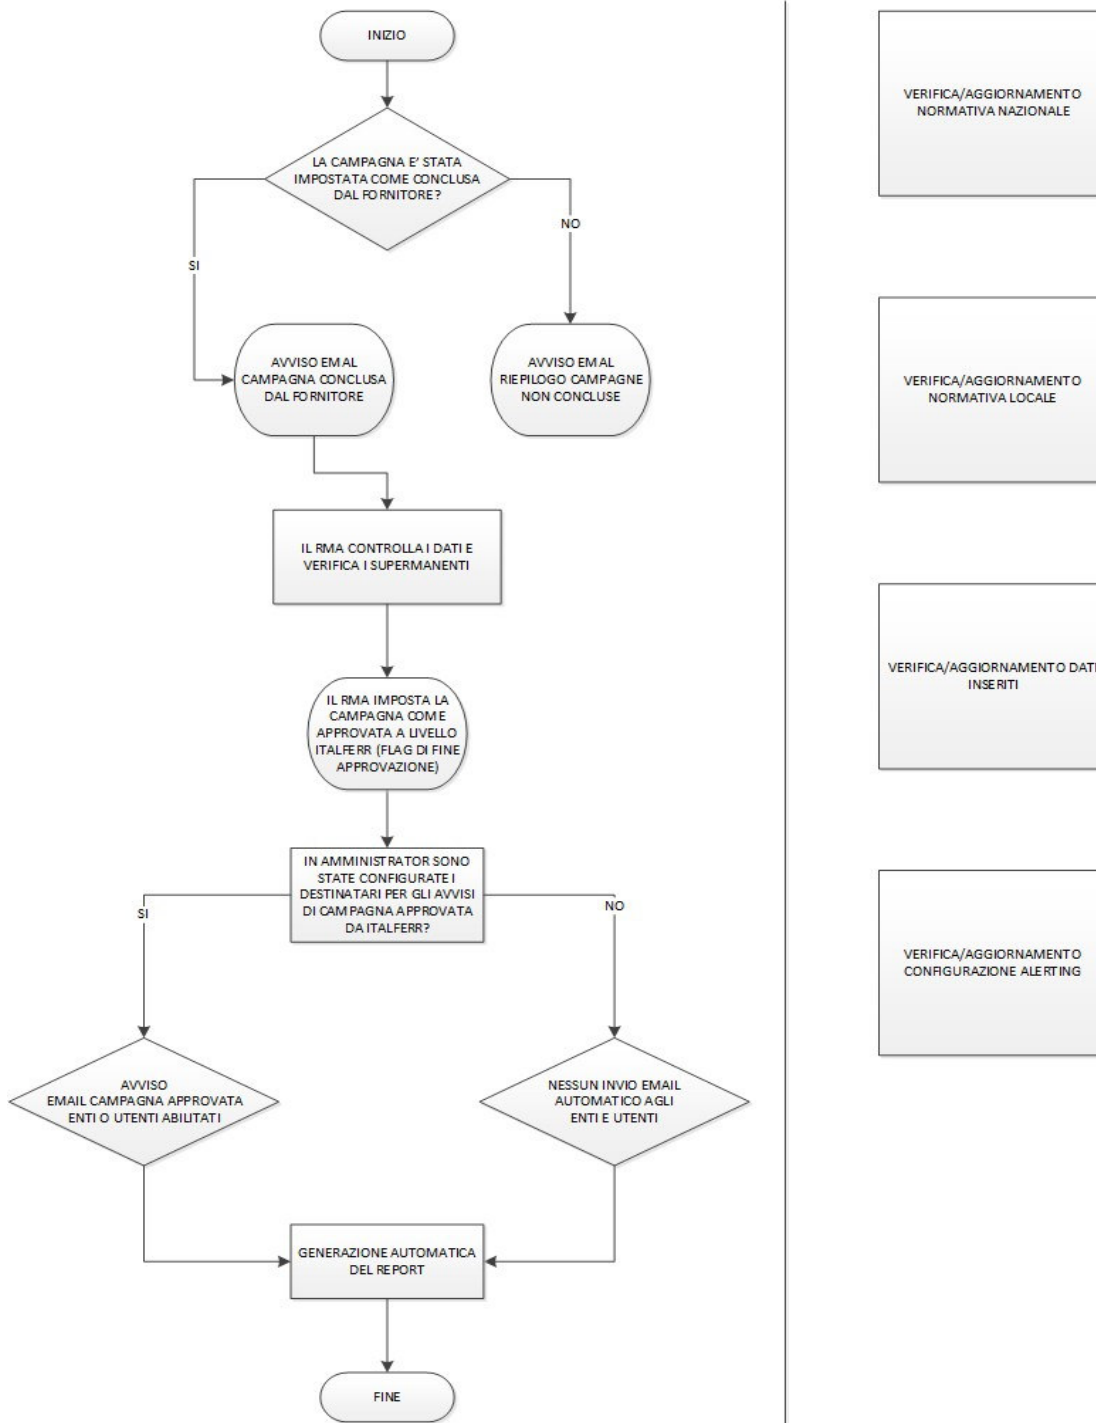 INIZIO
LA CAMPAGNA E' STATA
IMPOSTATA COME CONCLUSA
DAL FORNITORE?
NO
SI
AVVISO EMAL
CAMPAGNA CONCLUSA
DAL FORNITORE
AVVISO EMAL
RIEPILOGO CAMPAGNE
NON CONCLUSE
IL RMA CONTROLLA I DATI E
VERIFICA I SUPERMANENTI
IL RMA IMPOSTA LA
CAMPAGNA COME
APPROVATA A LIVELLO
ITALFERR (FLAG DI FINE
APPROVAZIONE)
IN AMMINISTRATOR SONO
STATE CONFIGURATE I
DESTINATARI PER GLI AVVISI
DI CAMPAGNA APPROVATA
DA ITALFERR?
SI
NO
AVVISO
EMAIL CAMPAGNA APPROVATA
ENTI O UTENTI ABILITATI
NESSUN INVIO EMAIL
AUTOMATICO AGLI
ENTI E UTENTI
GENERAZIONE AUTOMATICA
DEL REPORT
FINE
VERIFICA/AGGIORNAMENTO
NORMATIVA NAZIONALE
VERIFICA/AGGIORNAMENTO
NORMATIVA LOCALE
VERIFICA/AGGIORNAMENTO DATI
INSERITI
VERIFICA/AGGIORNAMENTO
CONFIGURAZIONE ALERTING